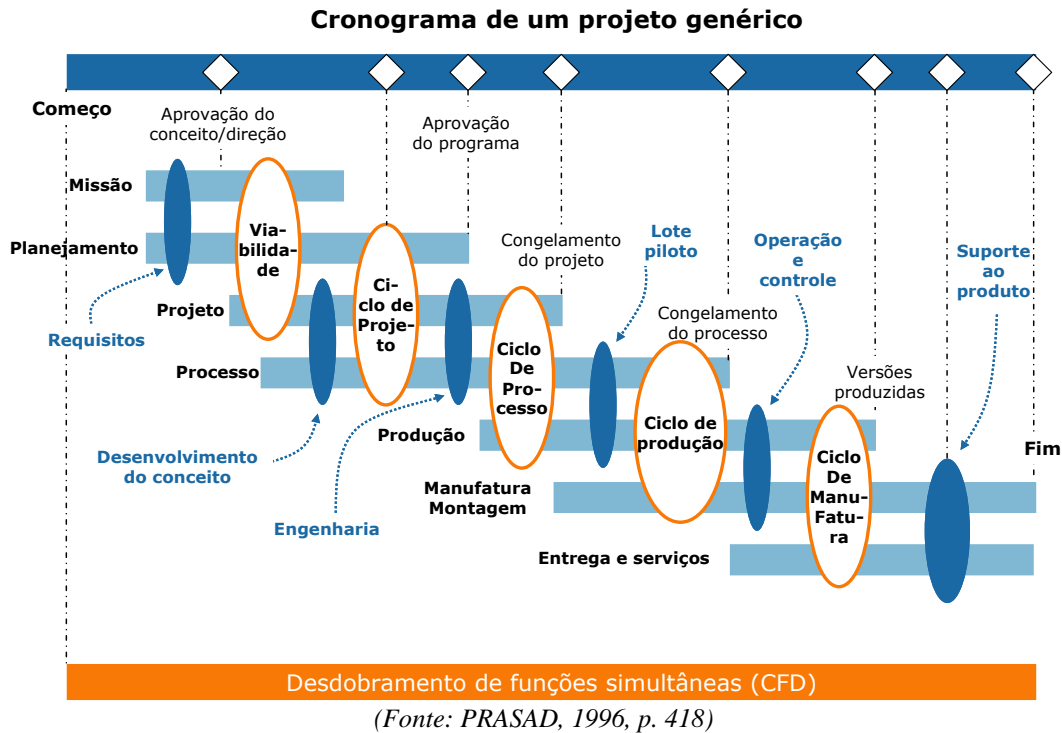 Cronograma de um projeto genérico
Começo
Aprovação do
conceito/direção
Aprovação
do programa
Missão
Planejamento
Via-
bilida-
de
Congelamento
do projeto
Lote
piloto
Operação
e
controle
Suporte
ao
produto
Requisitos
Projeto
Ci-
clo de
Proje-
to
Congelamento
do processo
Processo
Ciclo
De
Pro-
cesso
Versões
produzidas
Produção
Ciclo de
produção
Fim
Desenvolvimento
do conceito
Manufatura
Montagem
Ciclo
De
Manu-
Fatu-
ra
Engenharia
Entrega e serviços
Desdobramento de funções simultâneas (CFD)
(Fonte: PRASAD, 1996, p. 418)